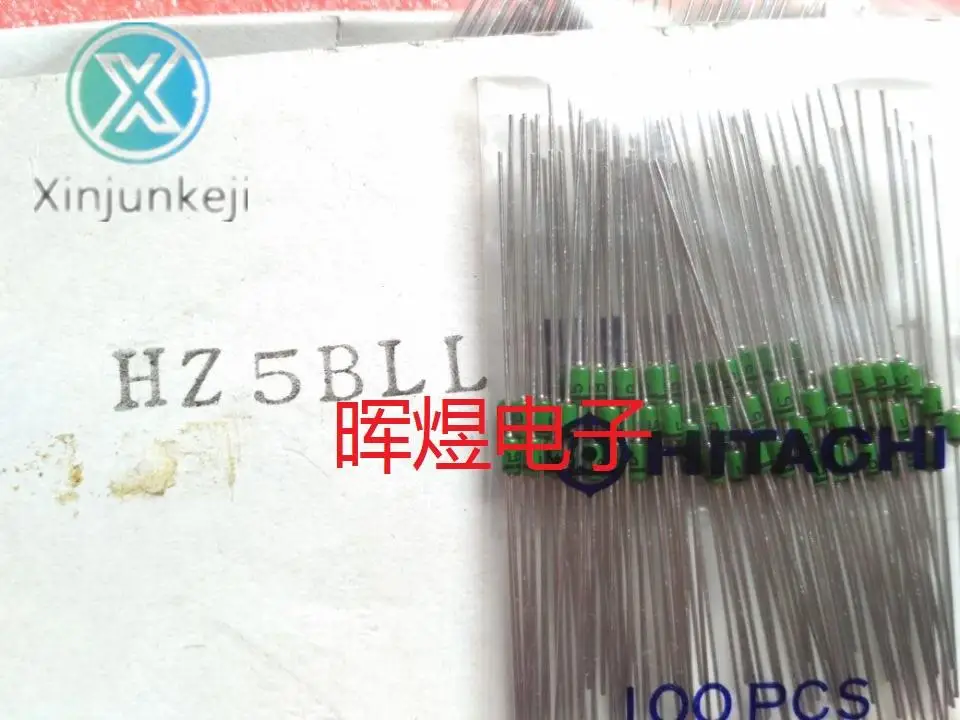 Xinjunkeji
HZ5BLL
晖煜电子
HITACHI
100PCS